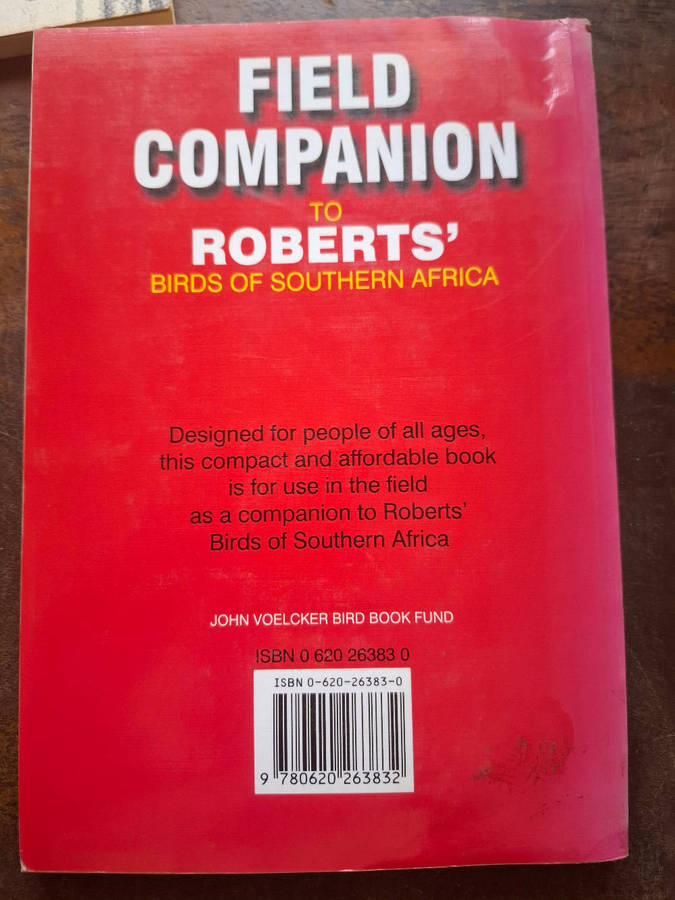 FIELD
COMPANION
TO
ROBERTS’
BIRDS OF SOUTHERN AFRICA
Designed for people of all ages,
this compact and affordable book
is for use in the field
as a companion to Roberts’
Birds of Southern Africa
JOHN VOELCKER BIRD BOOK FUND
ISBN 0 620 26383 0
ISBN 0-620-26383-0
9 780620 263832